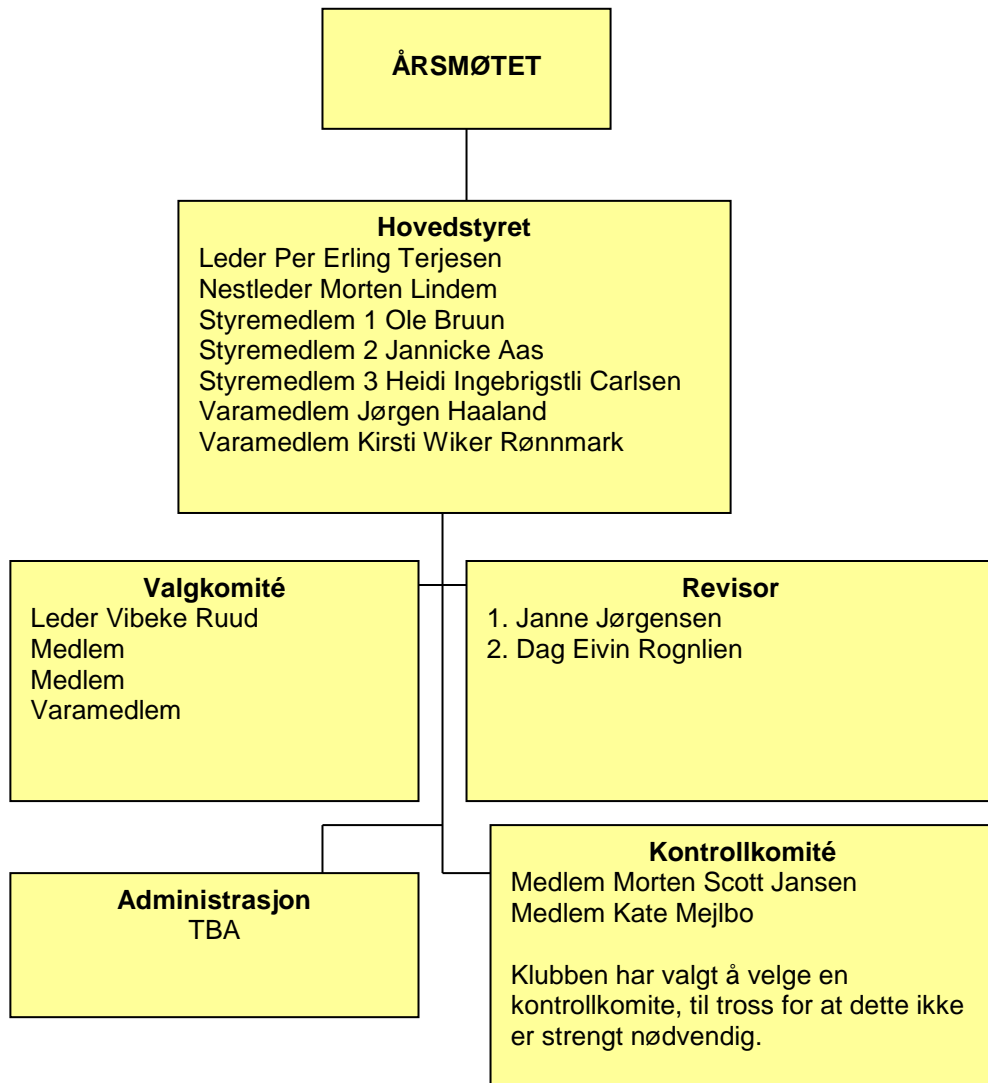 ÅRSMØTET
Hovedstyret
Leder Per Erling Terjesen
Nestleder Morten Lindem
Styremedlem 1 Ole Bruun
Styremedlem 2 Jannicke Aas
Styremedlem 3 Heidi Ingebrigstli Carlsen
Varamedlem Jørgen Haaland
Varamedlem Kirsti Wiker Rønnmark
Valgkomité
Leder Vibeke Ruud
Medlem
Medlem
Varamedlem
Revisor
1. Janne Jørgensen
2. Dag Eivin Rognlien
Administrasjon
TBA
Kontrollkomité
Medlem Morten Scott Jansen
Medlem Kate Mejlbo
Klubben har valgt å velge en
kontrollkomite, til tross for at dette ikke
er strengt nødvendig.